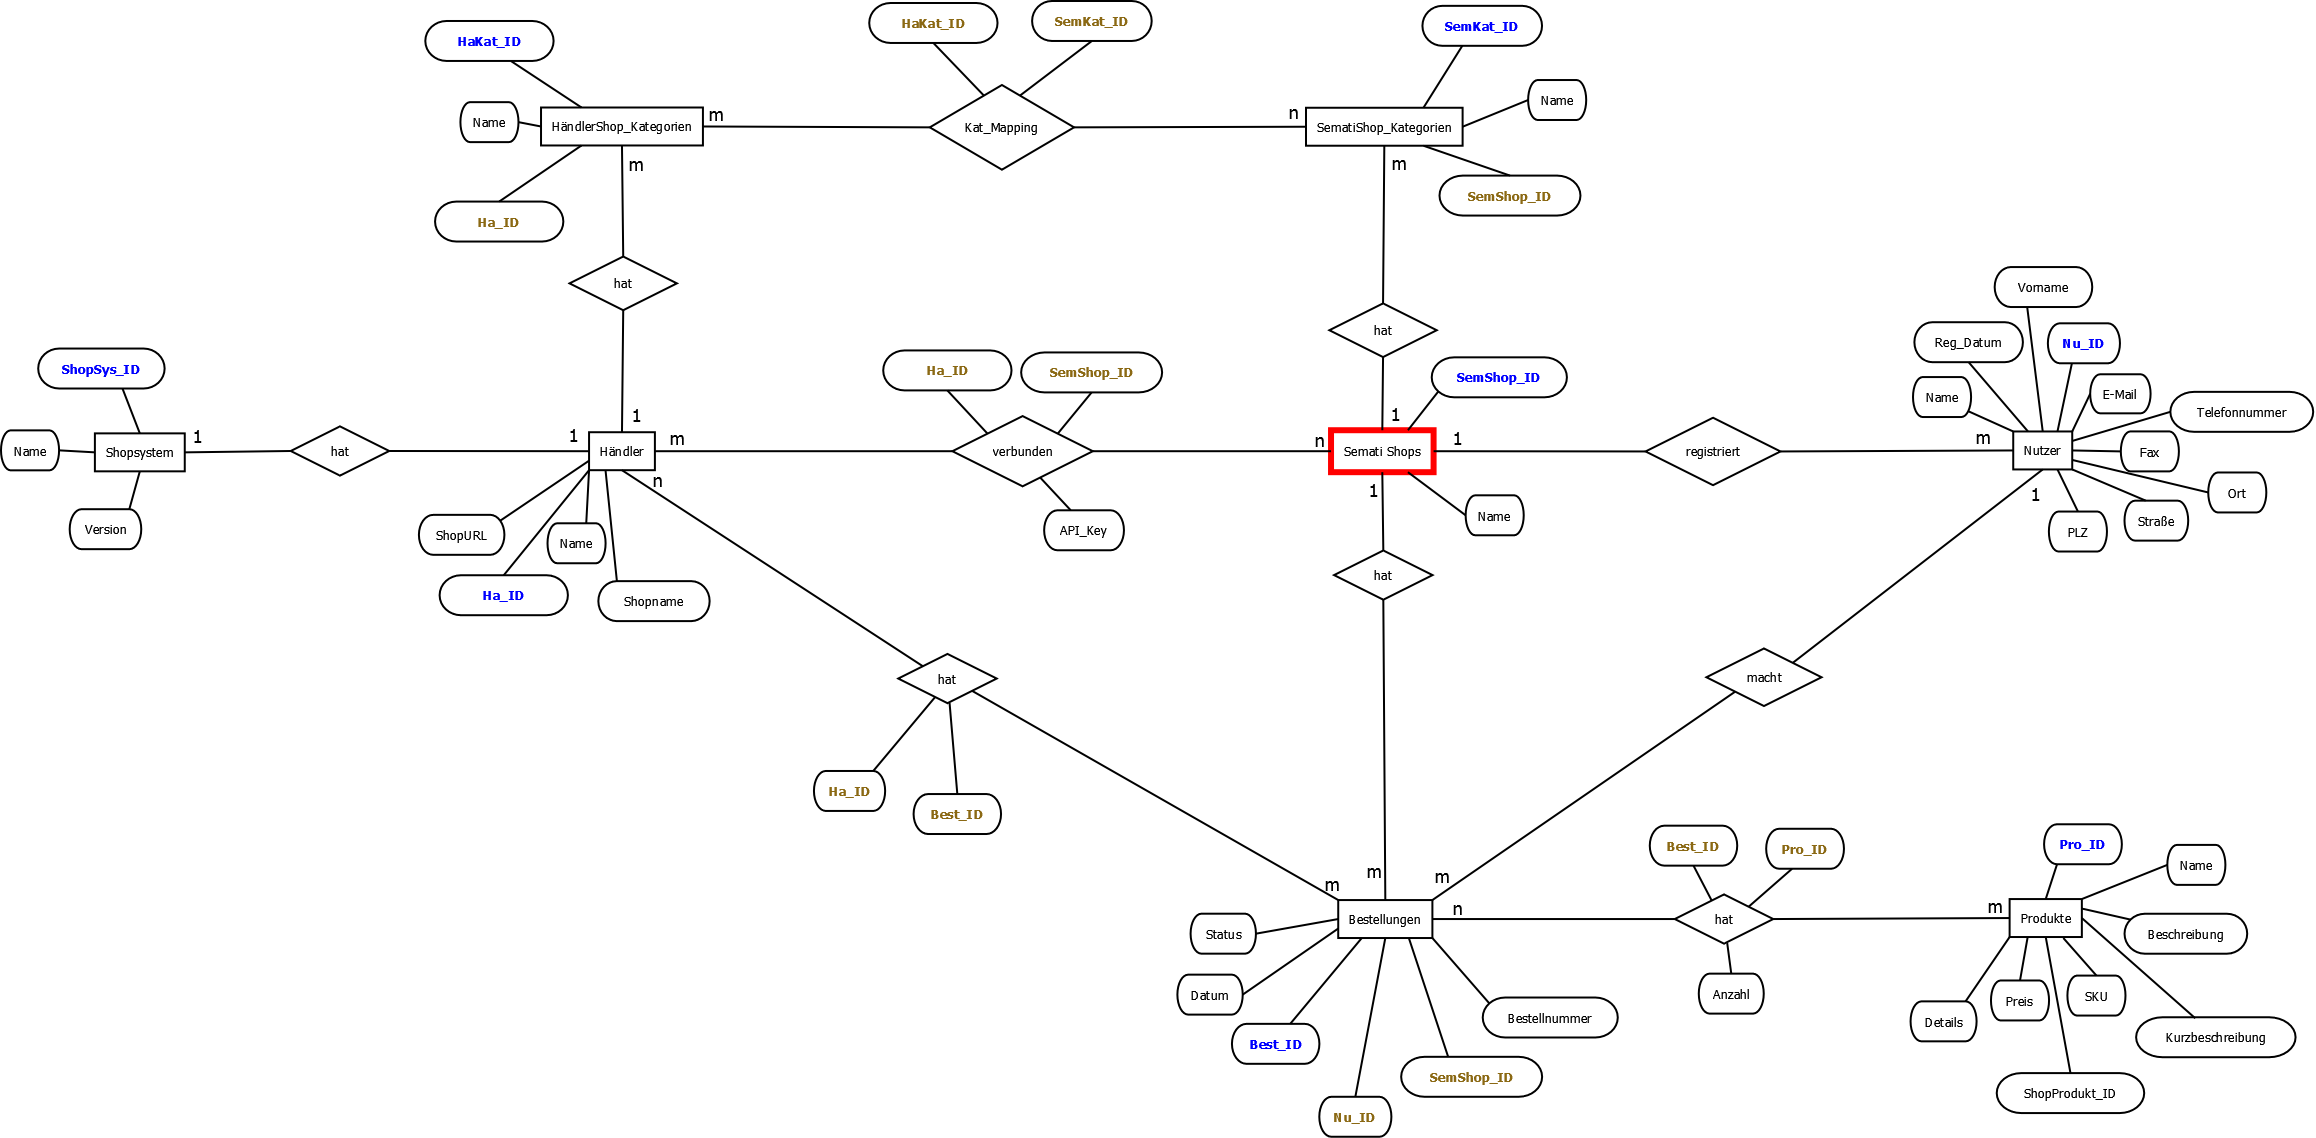 HaKat_ID
SemKat_ID
SemKat_ID
HaKat_ID
Name
Name
m
n
HändlerShop_Kategorien
Kat_Mapping
SematiShop_Kategorien
m
m
SemShop_ID
Ha_ID
hat
Vorname
hat
Reg_Datum
Nu_ID
ShopSys_ID
Ha_ID
SemShop_ID
SemShop_ID
E-Mail
Name
Telefonnummer
1
1
1
1
m
n
1
m
Name
Shopsystem
hat
Händler
verbunden
Semati Shops
registriert
Nutzer
Fax
n
1
1
Ort
Version
ShopURL
Name
API_Key
Name
PLZ
Straße
hat
Ha_ID
Shopname
hat
macht
Ha_ID
Best_ID
Best_ID
Pro_ID
Pro_ID
Name
m
m
m
n
m
Bestellungen
hat
Produkte
Status
Beschreibung
Datum
Anzahl
Preis
SKU
Bestellnummer
Details
Kurzbeschreibung
Best_ID
SemShop_ID
ShopProdukt_ID
Nu_ID